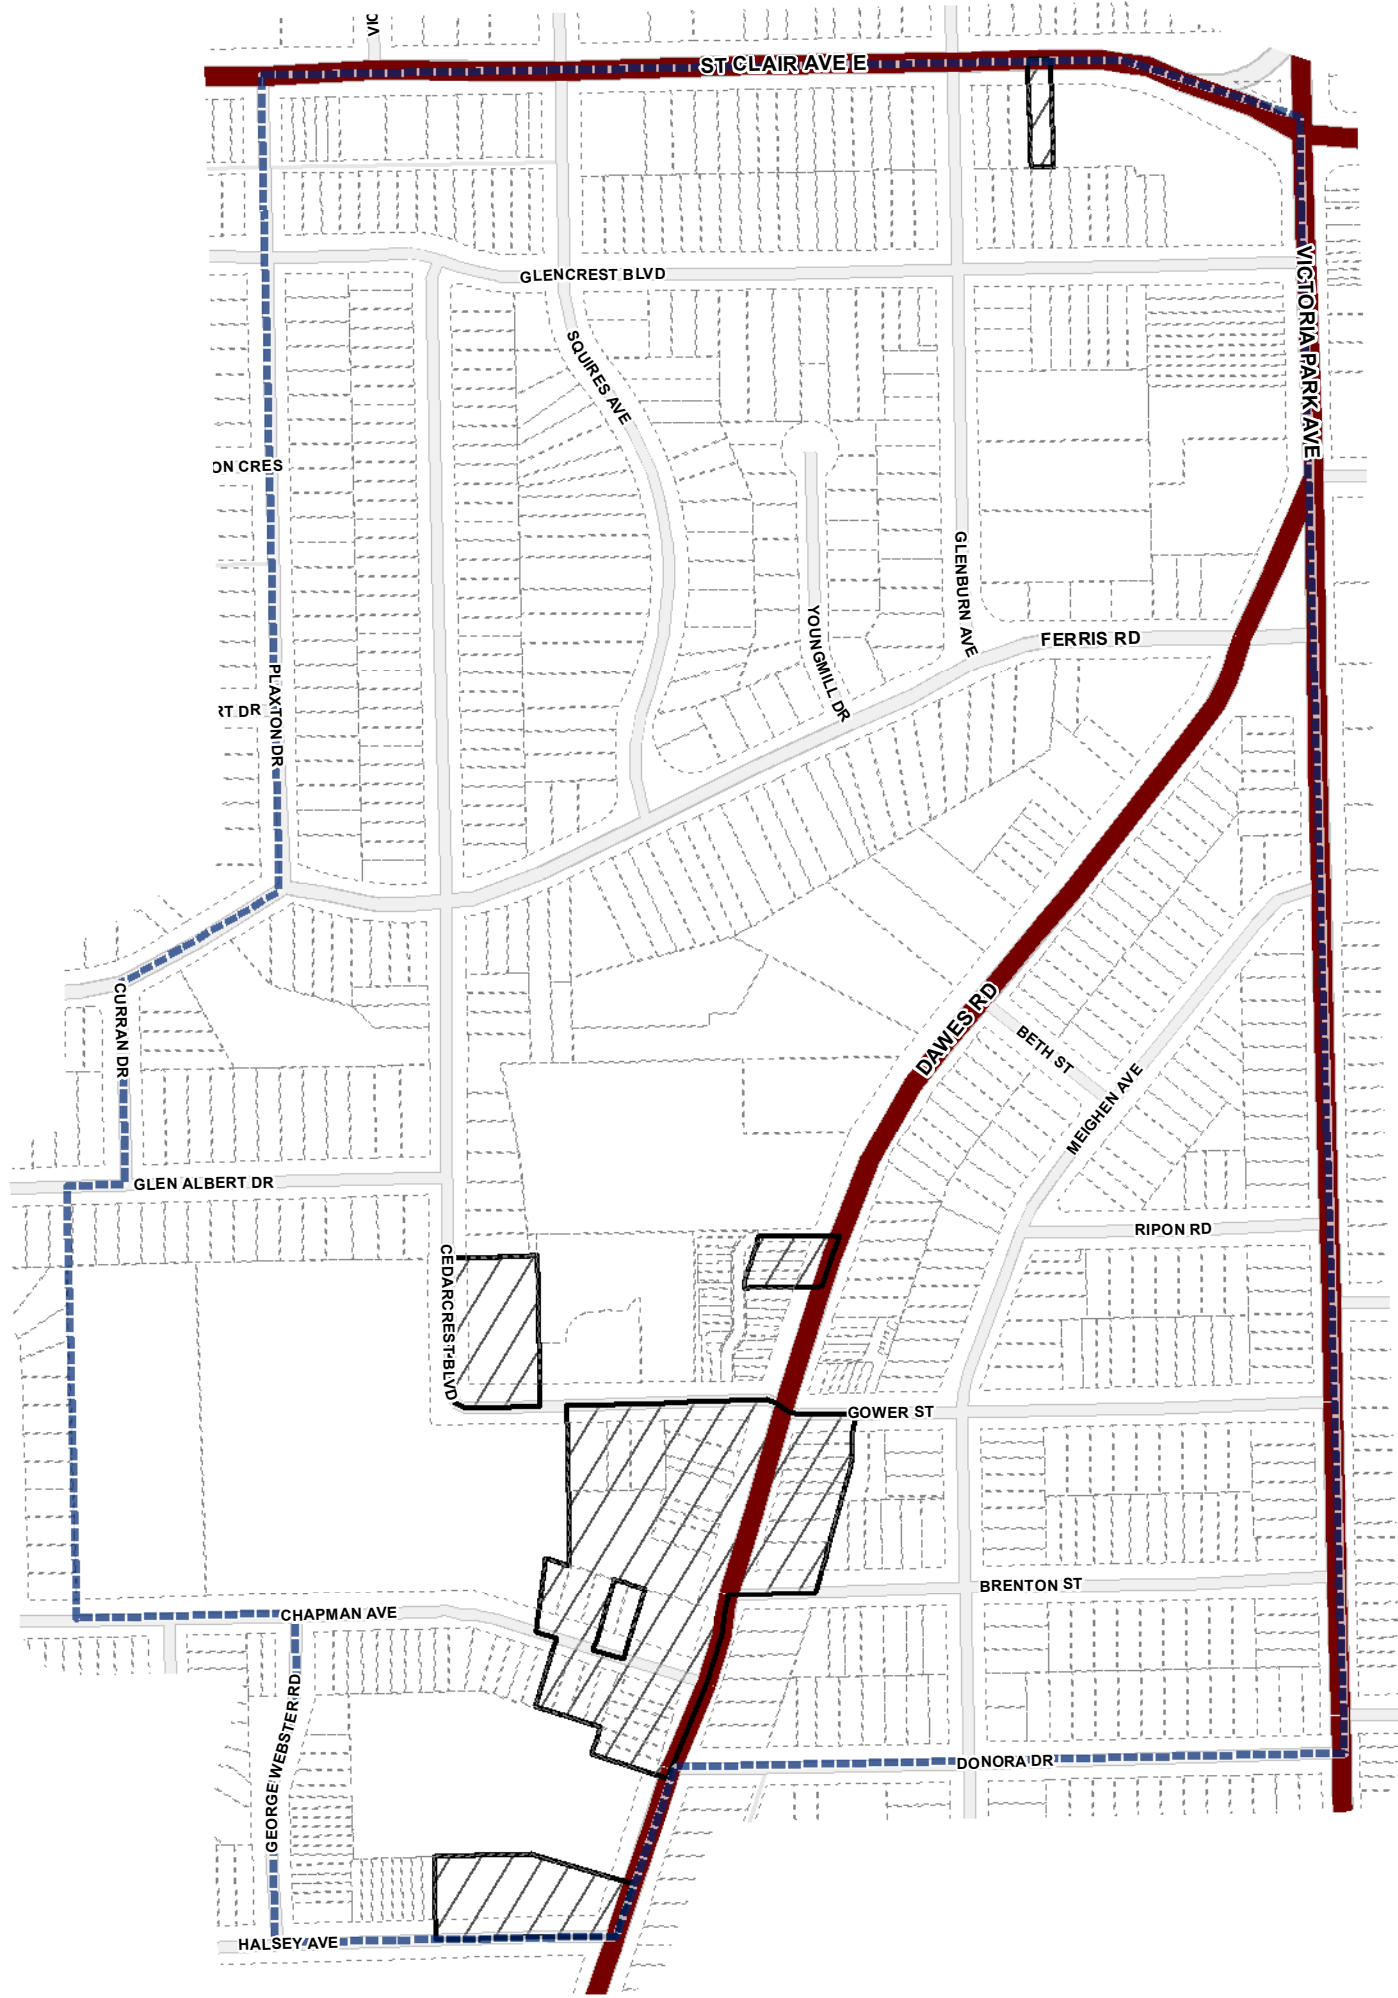 VIC
ST CLAIR AVE E
GLENCREST BLVD
VICTORIA PARK AVE
SQUIRES AVE
ON CRES
GLENBURN AVE
YOUNGMILL DR
FERRIS RD
PLAXTON DR
RT DR
CURRAN DR
DAWES RD
BETH ST
MEIGHEN AVE
GLEN ALBERT DR
RIPON RD
CEDARCREST BLVD
GOWER ST
BRENTON ST
CHAPMAN AVE
GEORGE WEBSTER RD
DONORA DR
HALSEY AVE